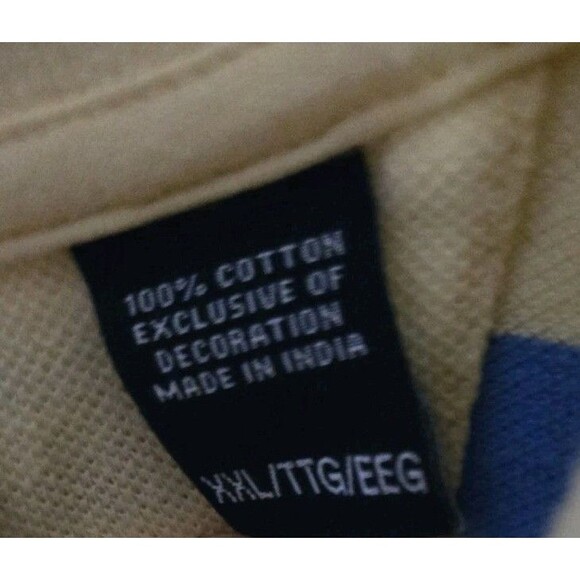 100% COTTON
EXCLUSIVE OF
DECORATION
MADE IN INDIA
XXL/TTG/EEG